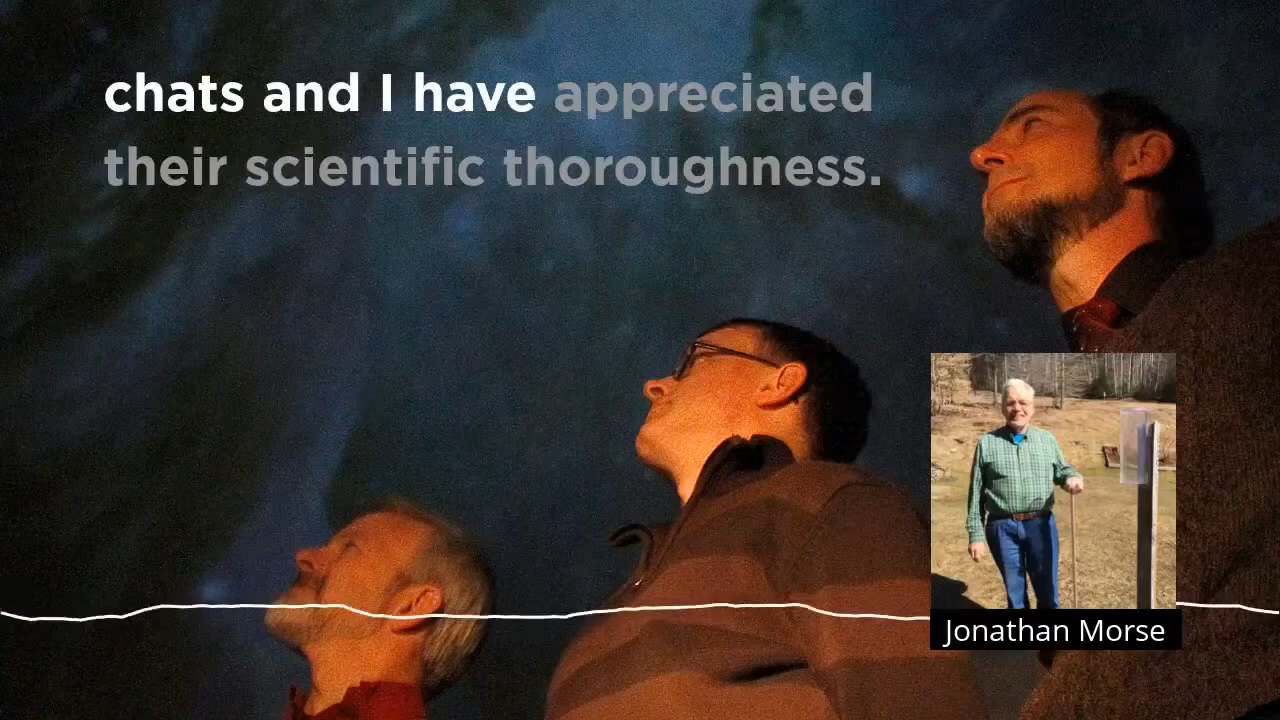 chats and I have appreciated
their scientific thoroughness.
Jonathan Morse